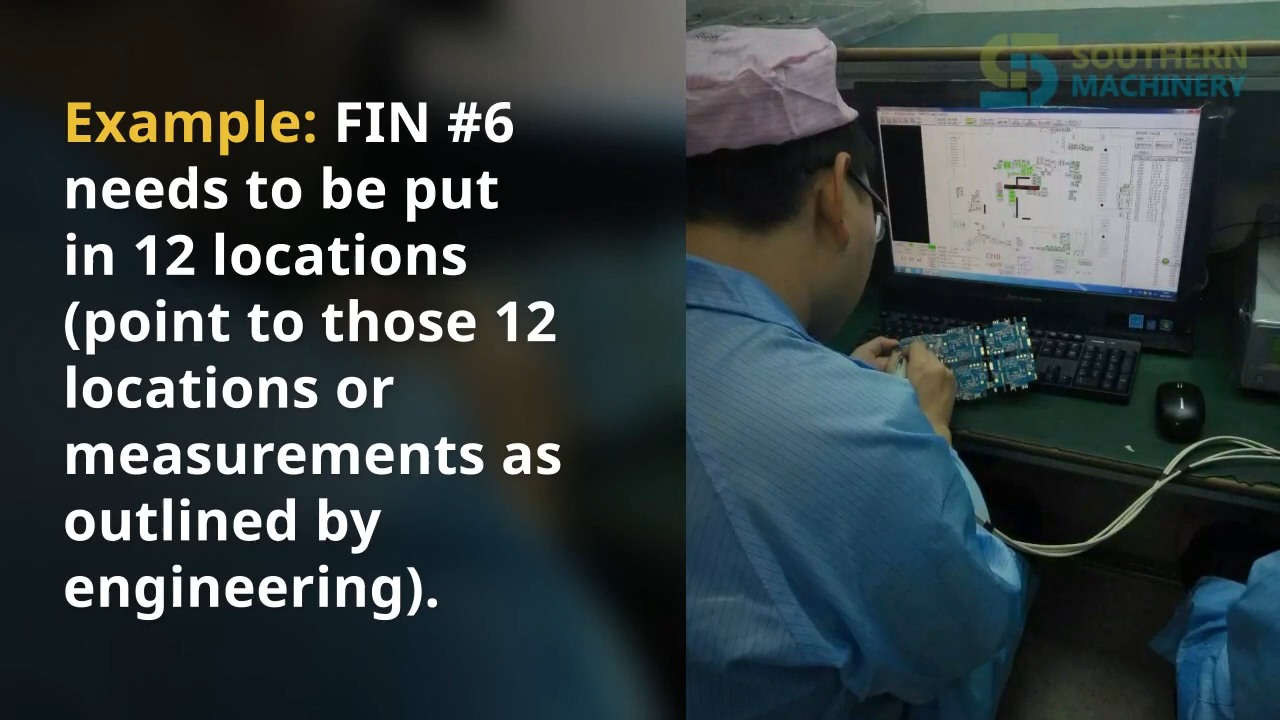 Example: FIN #6
needs to be put
in 12 locations
(point to those 12
locations or
measurements as
outlined by
engineering).
SOUTHERN
MACHINERY